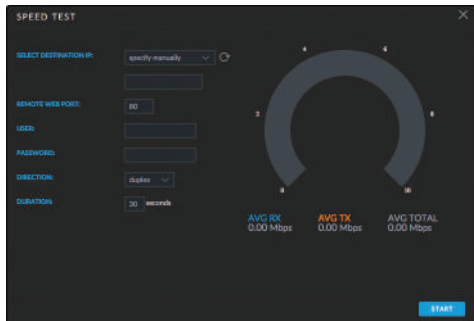 SPEED TEST
SELECT DESTINATION IP: specify manually
REMOTE WEB PORT: 80
USER:
PASSWORD:
DIRECTION: duplex
DURATION: 30 seconds
4 6
2 8
0 10
AVG RX AVG TX AVG TOTAL
0.00 Mbps 0.00 Mbps 0.00 Mbps
START